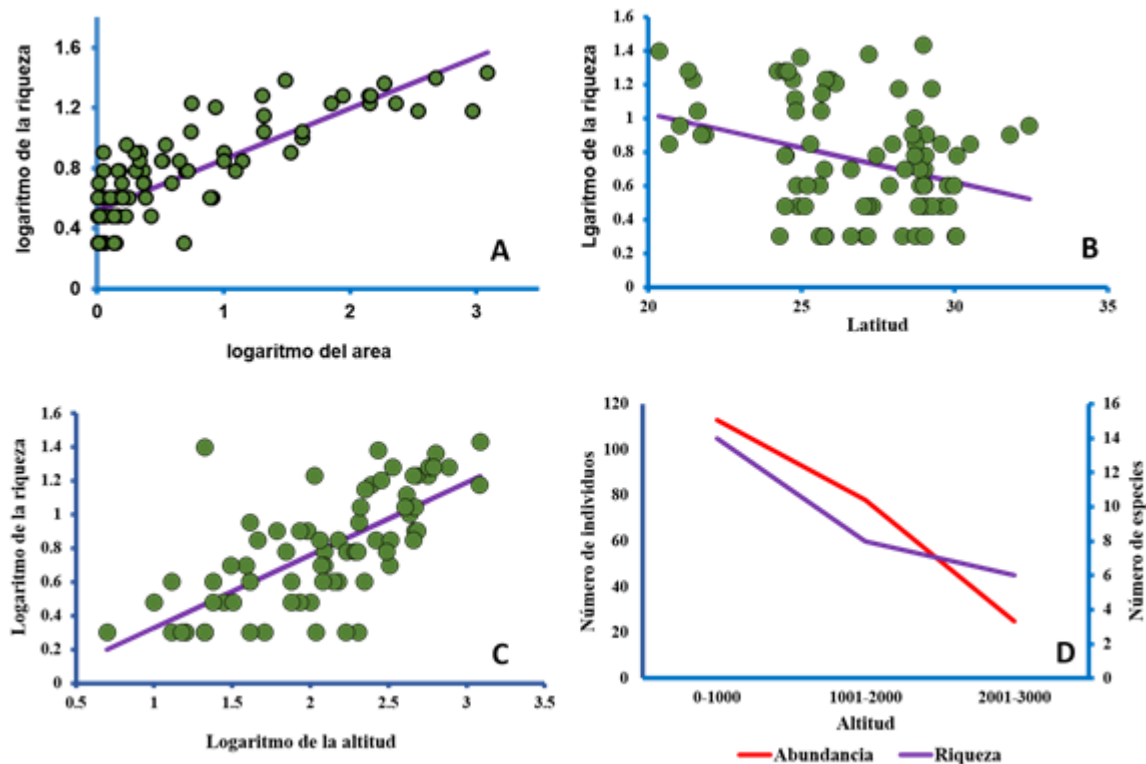 logaritmo de la riqueza
1.6
1.2
0.8
0.4
0
0 1 2 3
logaritmo del area
A
Lgaritmo de la riqueza
1.6
1.4
1.2
1
0.8
0.6
0.4
0.2
0
20 25 30 35
Latitud
B
Logaritmo de la riqueza
1.6
1.4
1.2
1
0.8
0.6
0.4
0.2
0
0.5 1 1.5 2 2.5 3 3.5
Logaritmo de la altitud
C
Número de individuos
120
100
80
60
40
20
0
16
14
12
10
8
6
4
2
0
Número de especies
0-1000 1001-2000 2001-3000
Altitud
D
Abundancia Riqueza